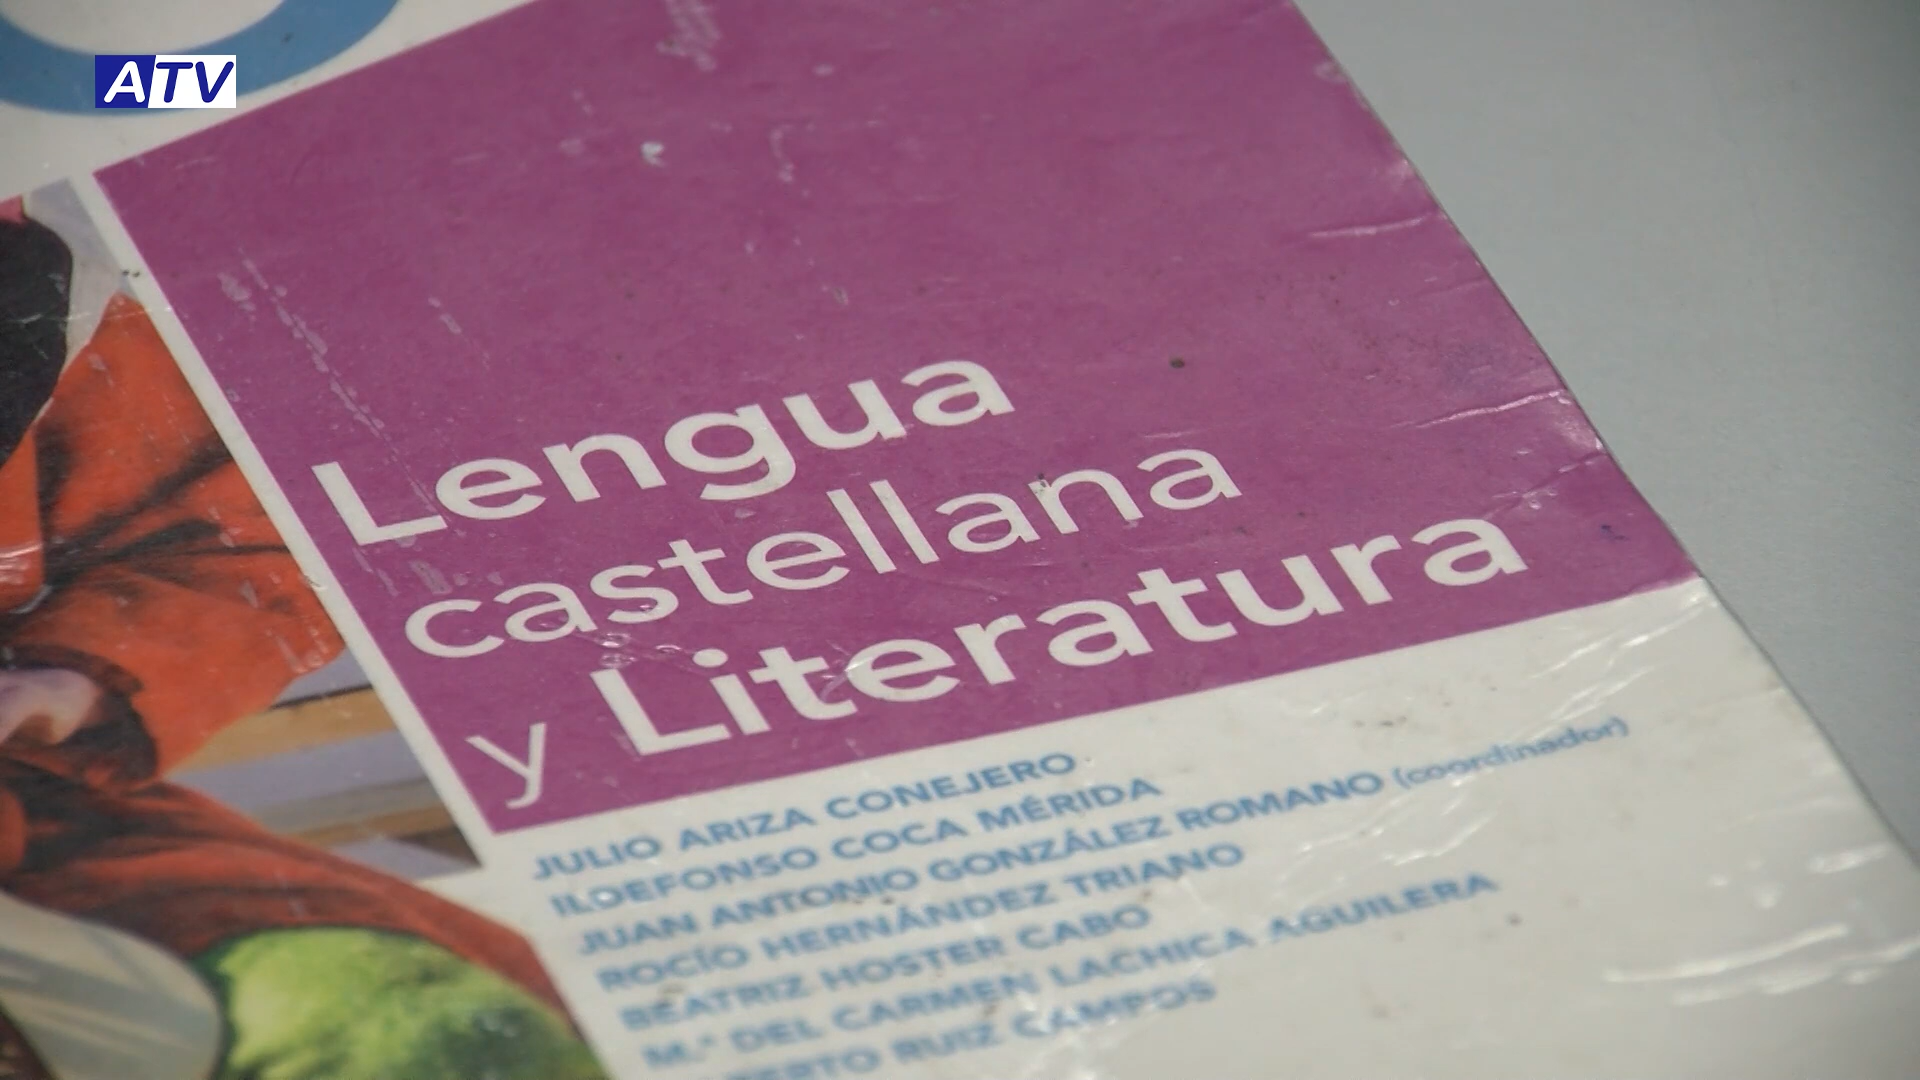 ATV
Lengua
castellana
y Literatura
JULIO ARIZA CONEJERO
ILDEFONSO COCA MÉRIDA
JUAN ANTONIO GONZÁLEZ ROMANO (coordinador)
ROCÍO HERNÁNDEZ TRIANO
BEATRIZ HOSTER CABO
M.ª DEL CARMEN LACHICA AGUILERA
RUIZ CAMPOS